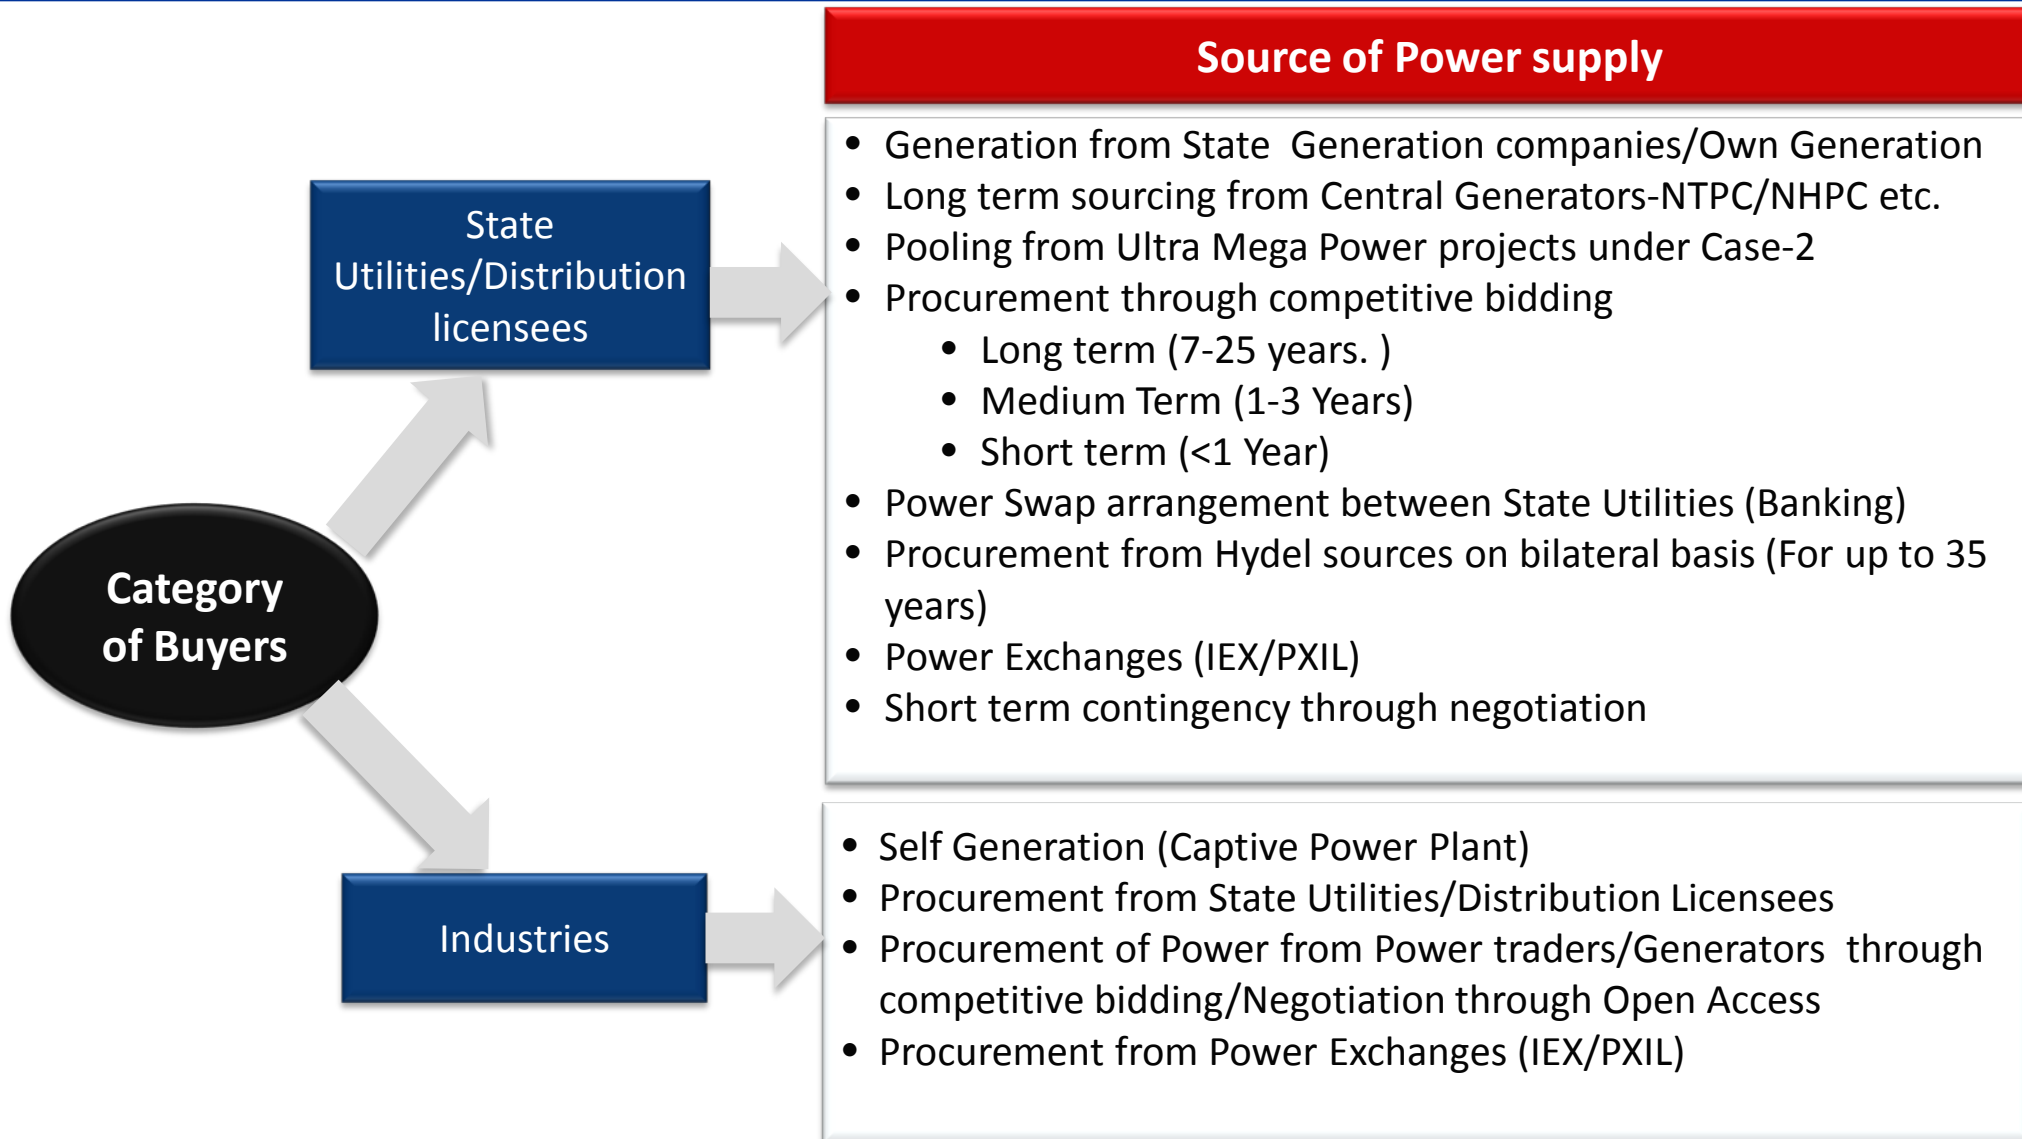 Source of Power supply
State
Utilities/Distribution
licensees
• Generation from State  Generation companies/Own Generation
• Long term sourcing from Central Generators-NTPC/NHPC etc.
• Pooling from Ultra Mega Power projects under Case-2
• Procurement through competitive bidding
• Long term (7-25 years. )
• Medium Term (1-3 Years)
• Short term (<1 Year)
• Power Swap arrangement between State Utilities (Banking)
• Procurement from Hydel sources on bilateral basis (For up to 35
years)
• Power Exchanges (IEX/PXIL)
• Short term contingency through negotiation
Category
of Buyers
Industries
• Self Generation (Captive Power Plant)
• Procurement from State Utilities/Distribution Licensees
• Procurement of Power from Power traders/Generators  through
competitive bidding/Negotiation through Open Access
• Procurement from Power Exchanges (IEX/PXIL)